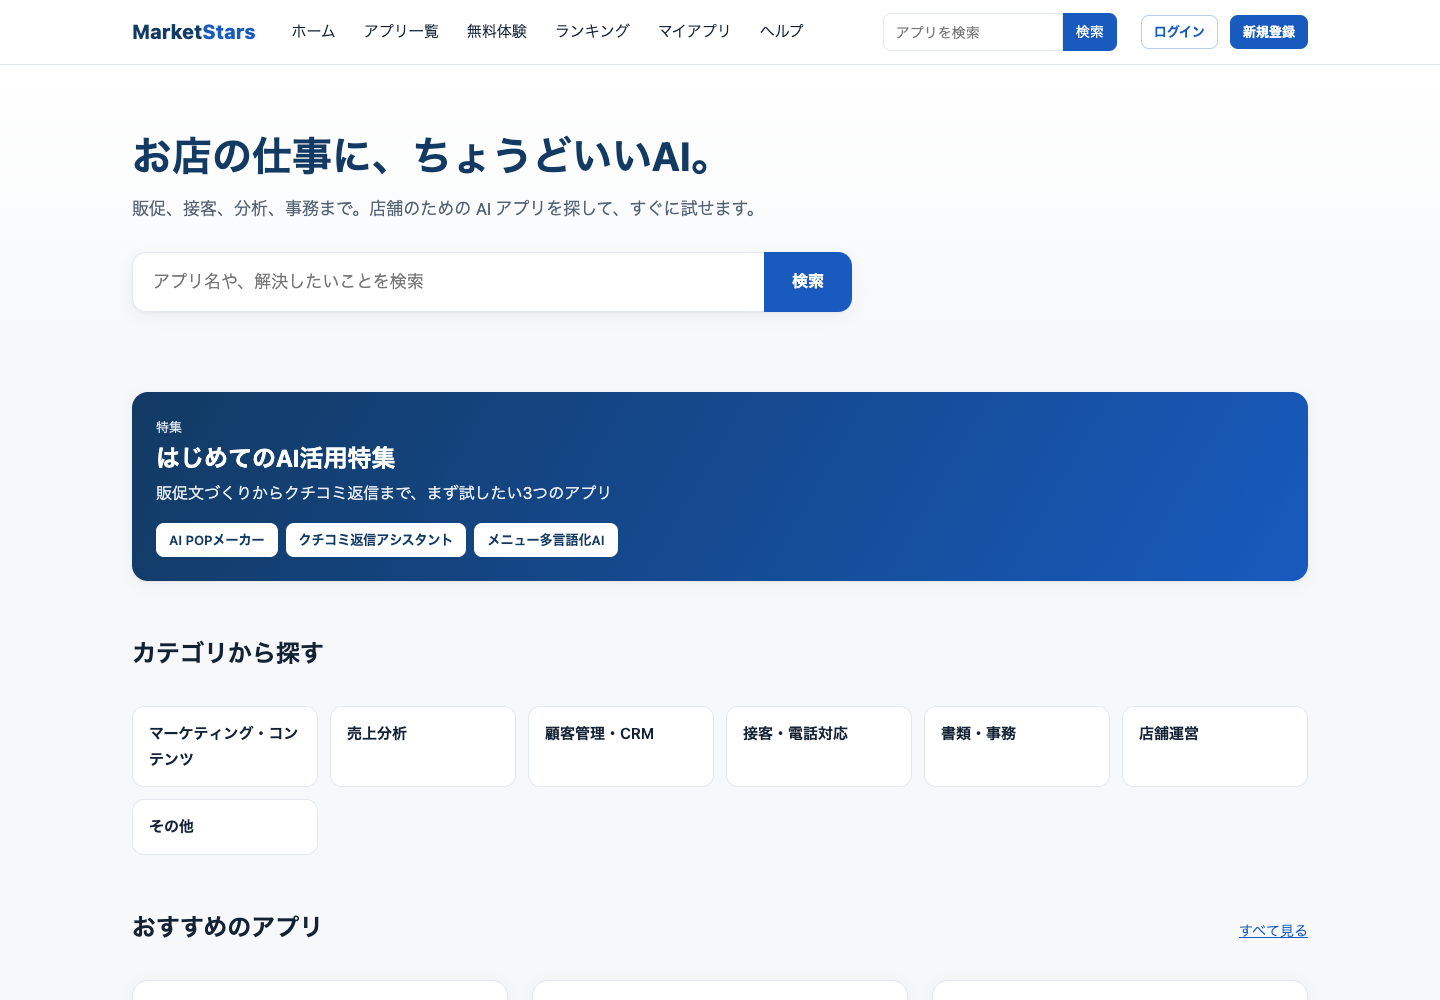 MarketStars ホーム アプリ一覧 無料体験 ランキング マイアプリ ヘルプ アプリを検索 検索 ログイン 新規登録
お店の仕事に、ちょうどいいAI。
販促、接客、分析、事務まで。店舗のための AI アプリを探して、すぐに試せます。
アプリ名や、解決したいことを検索 検索
特集
はじめてのAI活用特集
販促文づくりからクチコミ返信まで、まず試したい3つのアプリ
AI POPメーカー クチコミ返信アシスタント メニュー多言語化AI
カテゴリから探す
マーケティング・コン
テンツ
売上分析
顧客管理・CRM
接客・電話対応
書類・事務
店舗運営
その他
おすすめのアプリ すべて見る